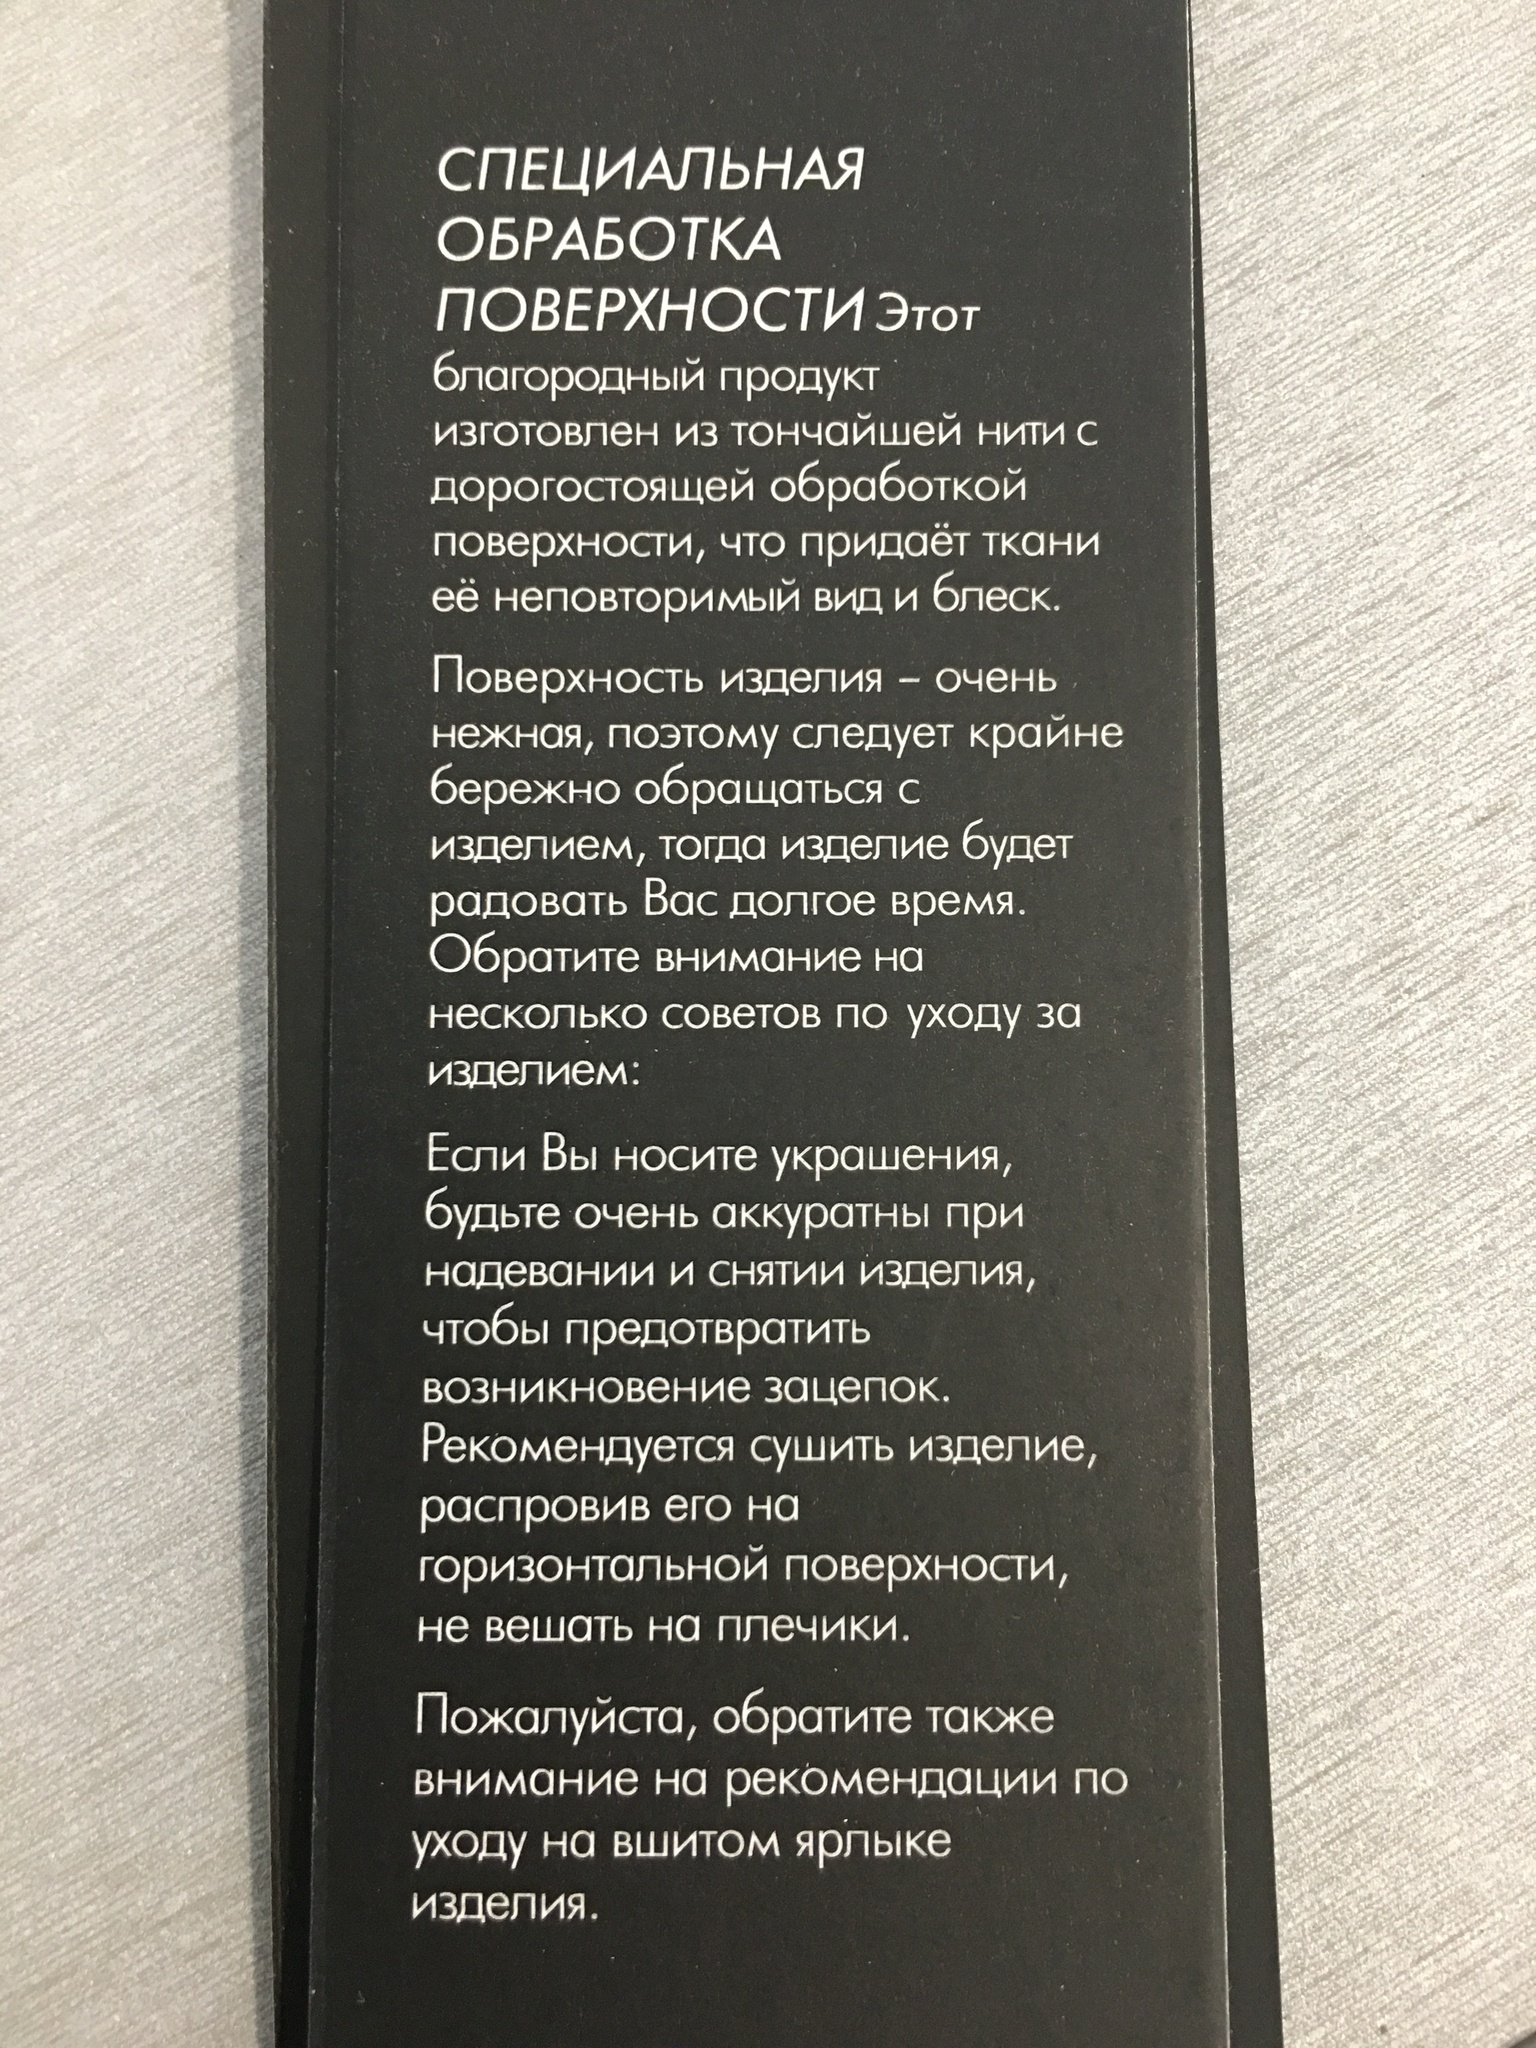 СПЕЦИАЛЬНАЯ
ОБРАБОТКА
ПОВЕРХНОСТИ Этот
благородный продукт
изготовлен из тончайшей нити с
дорогостоящей обработкой
поверхности, что придаёт ткани
её неповторимый вид и блеск.
Поверхность изделия – очень
нежная, поэтому следует крайне
бережно обращаться с
изделием, тогда изделие будет
радовать Вас долгое время.
Обратите внимание на
несколько советов по уходу за
изделием:
Если Вы носите украшения,
будьте очень аккуратны при
надевании и снятии изделия,
чтобы предотвратить
возникновение зацепок.
Рекомендуется сушить изделие,
распровив его на
горизонтальной поверхности,
не вешать на плечики.
Пожалуйста, обратите также
внимание на рекомендации по
уходу на вшитом ярлыке
изделия.